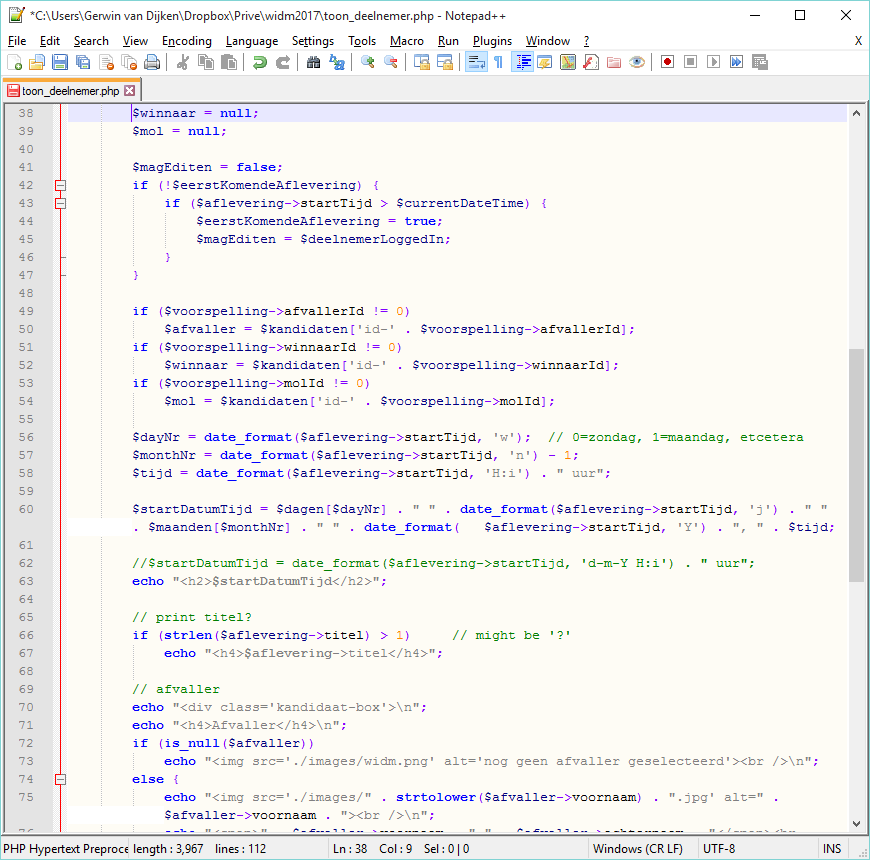 *C:\Users\Gerwin van Dijken\Dropbox\Prive\widm2017\toon_deelnemer.php - Notepad++
File Edit Search View Encoding Language Settings Tools Macro Run Plugins Window ? X
toon_deelnemer.php
38 $winnaar = null;
39 $mol = null;
40
41 $magEditen = false;
42 if (!$eerstKomendeAflevering) {
43 if ($aflevering->startTijd > $currentDateTime) {
44 $eerstKomendeAflevering = true;
45 $magEditen = $deelnemerLoggedIn;
46 }
47 }
48
49 if ($voorspelling->afvallerId != 0)
50 $afvaller = $kandidaten['id-' . $voorspelling->afvallerId];
51 if ($voorspelling->winnaarId != 0)
52 $winnaar = $kandidaten['id-' . $voorspelling->winnaarId];
53 if ($voorspelling->molId != 0)
54 $mol = $kandidaten['id-' . $voorspelling->molId];
55
56 $dayNr = date_format($aflevering->startTijd, 'w'); // 0=zondag, 1=maandag, etcetera
57 $monthNr = date_format($aflevering->startTijd, 'n') - 1;
58 $tijd = date_format($aflevering->startTijd, 'H:i') . " uur";
59
60 $startDatumTijd = $dagen[$dayNr] . " " . date_format($aflevering->startTijd, 'j') . " "
. $maanden[$monthNr] . " " . date_format( $aflevering->startTijd, 'Y') . ", " . $tijd;
61
62 //$startDatumTijd = date_format($aflevering->startTijd, 'd-m-Y H:i') . " uur";
63 echo "<h2>$startDatumTijd</h2>";
64
65 // print titel?
66 if (strlen($aflevering->titel) > 1) // might be '?'
67 echo "<h4>$aflevering->titel</h4>";
68
69 // afvaller
70 echo "<div class='kandidaat-box'>\n";
71 echo "<h4>Afvaller</h4>\n";
72 if (is_null($afvaller))
73 echo "<img src='./images/widm.png' alt='nog geen afvaller geselecteerd'><br />\n";
74 else {
75 echo "<img src='./images/" . strtolower($afvaller->voornaam) . ".jpg' alt=" .
$afvaller->voornaam . "><br />\n";
PHP Hypertext Preproce length : 3,967 lines : 112 Ln : 38 Col : 9 Sel : 0 | 0 Windows (CR LF) UTF-8 INS